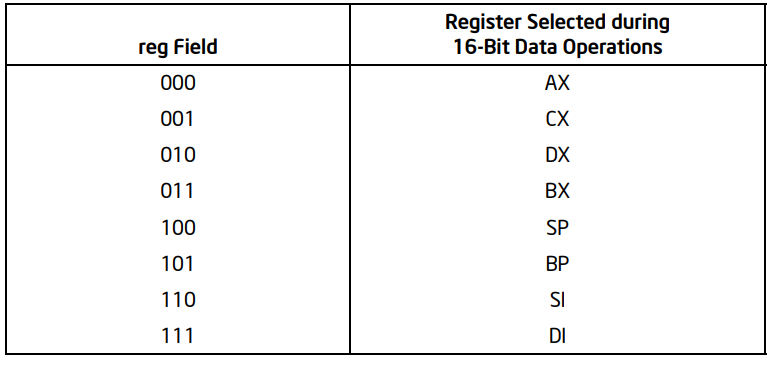 reg Field Register Selected during
16-Bit Data Operations
000 AX
001 CX
010 DX
011 BX
100 SP
101 BP
110 SI
111 DI